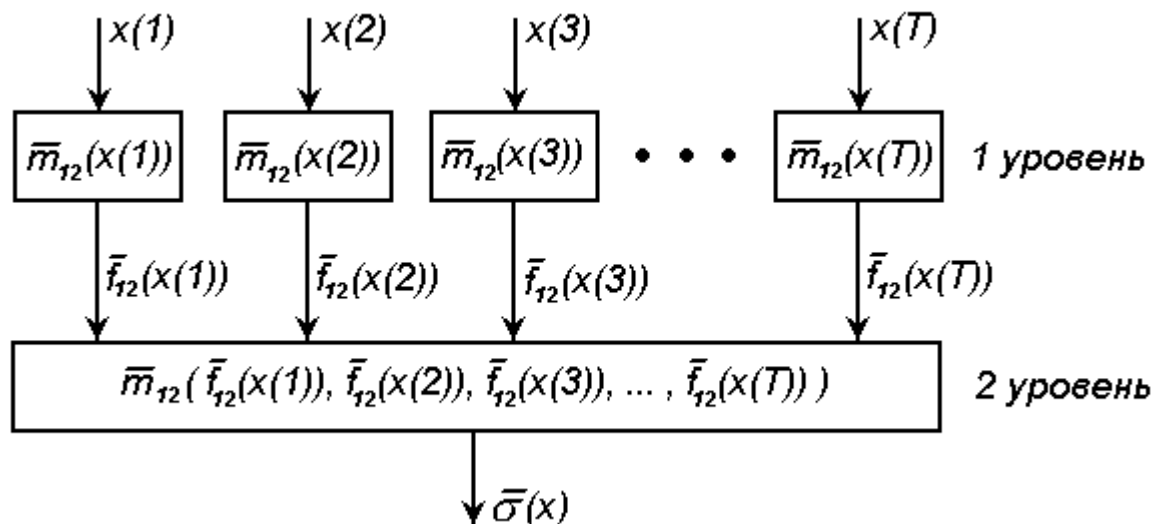 x(1) x(2) x(3) x(T)
m̅₁₂(x(1)) m̅₁₂(x(2)) m̅₁₂(x(3)) • • • m̅₁₂(x(T)) 1 уровень
f̅₁₂(x(1)) f̅₁₂(x(2)) f̅₁₂(x(3)) f̅₁₂(x(T))
m̅₁₂( f̅₁₂(x(1)), f̅₁₂(x(2)), f̅₁₂(x(3)), ... , f̅₁₂(x(T)) ) 2 уровень
σ̅(x)